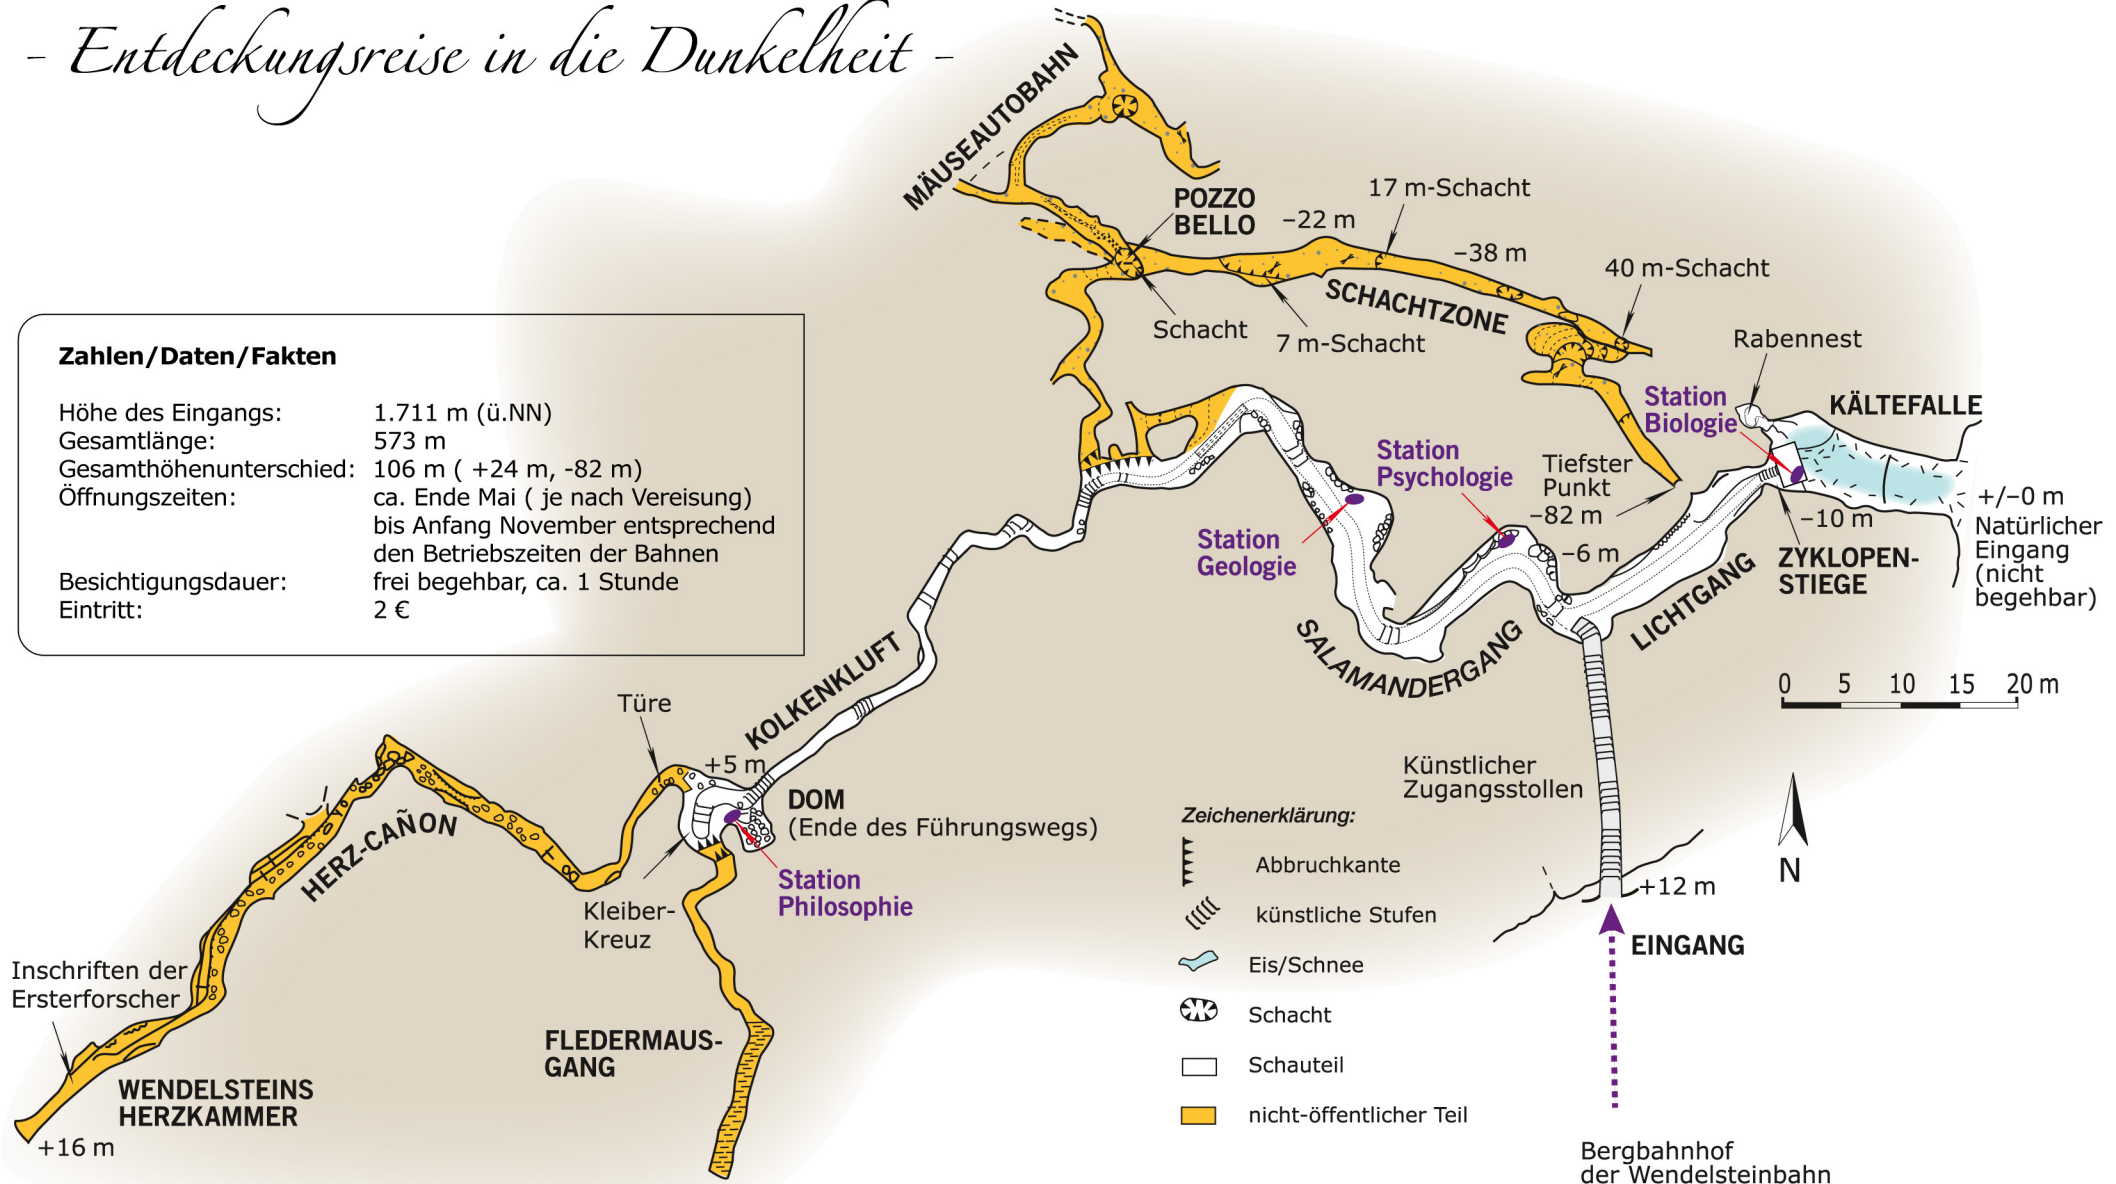 - Entdeckungsreise in die Dunkelheit -
Zahlen/Daten/Fakten
Höhe des Eingangs: 1.711 m (ü.NN)
Gesamtlänge: 573 m
Gesamthöhenunterschied: 106 m ( +24 m, -82 m)
Öffnungszeiten: ca. Ende Mai ( je nach Vereisung)
bis Anfang November entsprechend
den Betriebszeiten der Bahnen
Besichtigungsdauer: frei begehbar, ca. 1 Stunde
Eintritt: 2 €
MÄUSEAUTOBAHN
POZZO
BELLO
Schacht
–22 m
17 m-Schacht
–38 m
7 m-Schacht
SCHACHTZONE
40 m-Schacht
Rabennest
Station
Biologie
KÄLTEFALLE
Station
Psychologie
Tiefster
Punkt
–82 m
+/–0 m
Natürlicher
Eingang
(nicht
begehbar)
–10 m
ZYKLOPEN-
STIEGE
Station
Geologie
–6 m
LICHTGANG
SALAMANDERGANG
KOLKENKLUFT
0 5 10 15 20 m
Türe
+5 m
DOM
(Ende des Führungswegs)
Station
Philosophie
Kleiber-
Kreuz
HERZ-CAÑON
Inschriften der
Ersterforscher
WENDELSTEINS
HERZKAMMER
+16 m
FLEDERMAUS-
GANG
Künstlicher
Zugangsstollen
N
+12 m
EINGANG
Bergbahnhof
der Wendelsteinbahn
Zeichenerklärung:
Abbruchkante
künstliche Stufen
Eis/Schnee
Schacht
Schauteil
nicht-öffentlicher Teil